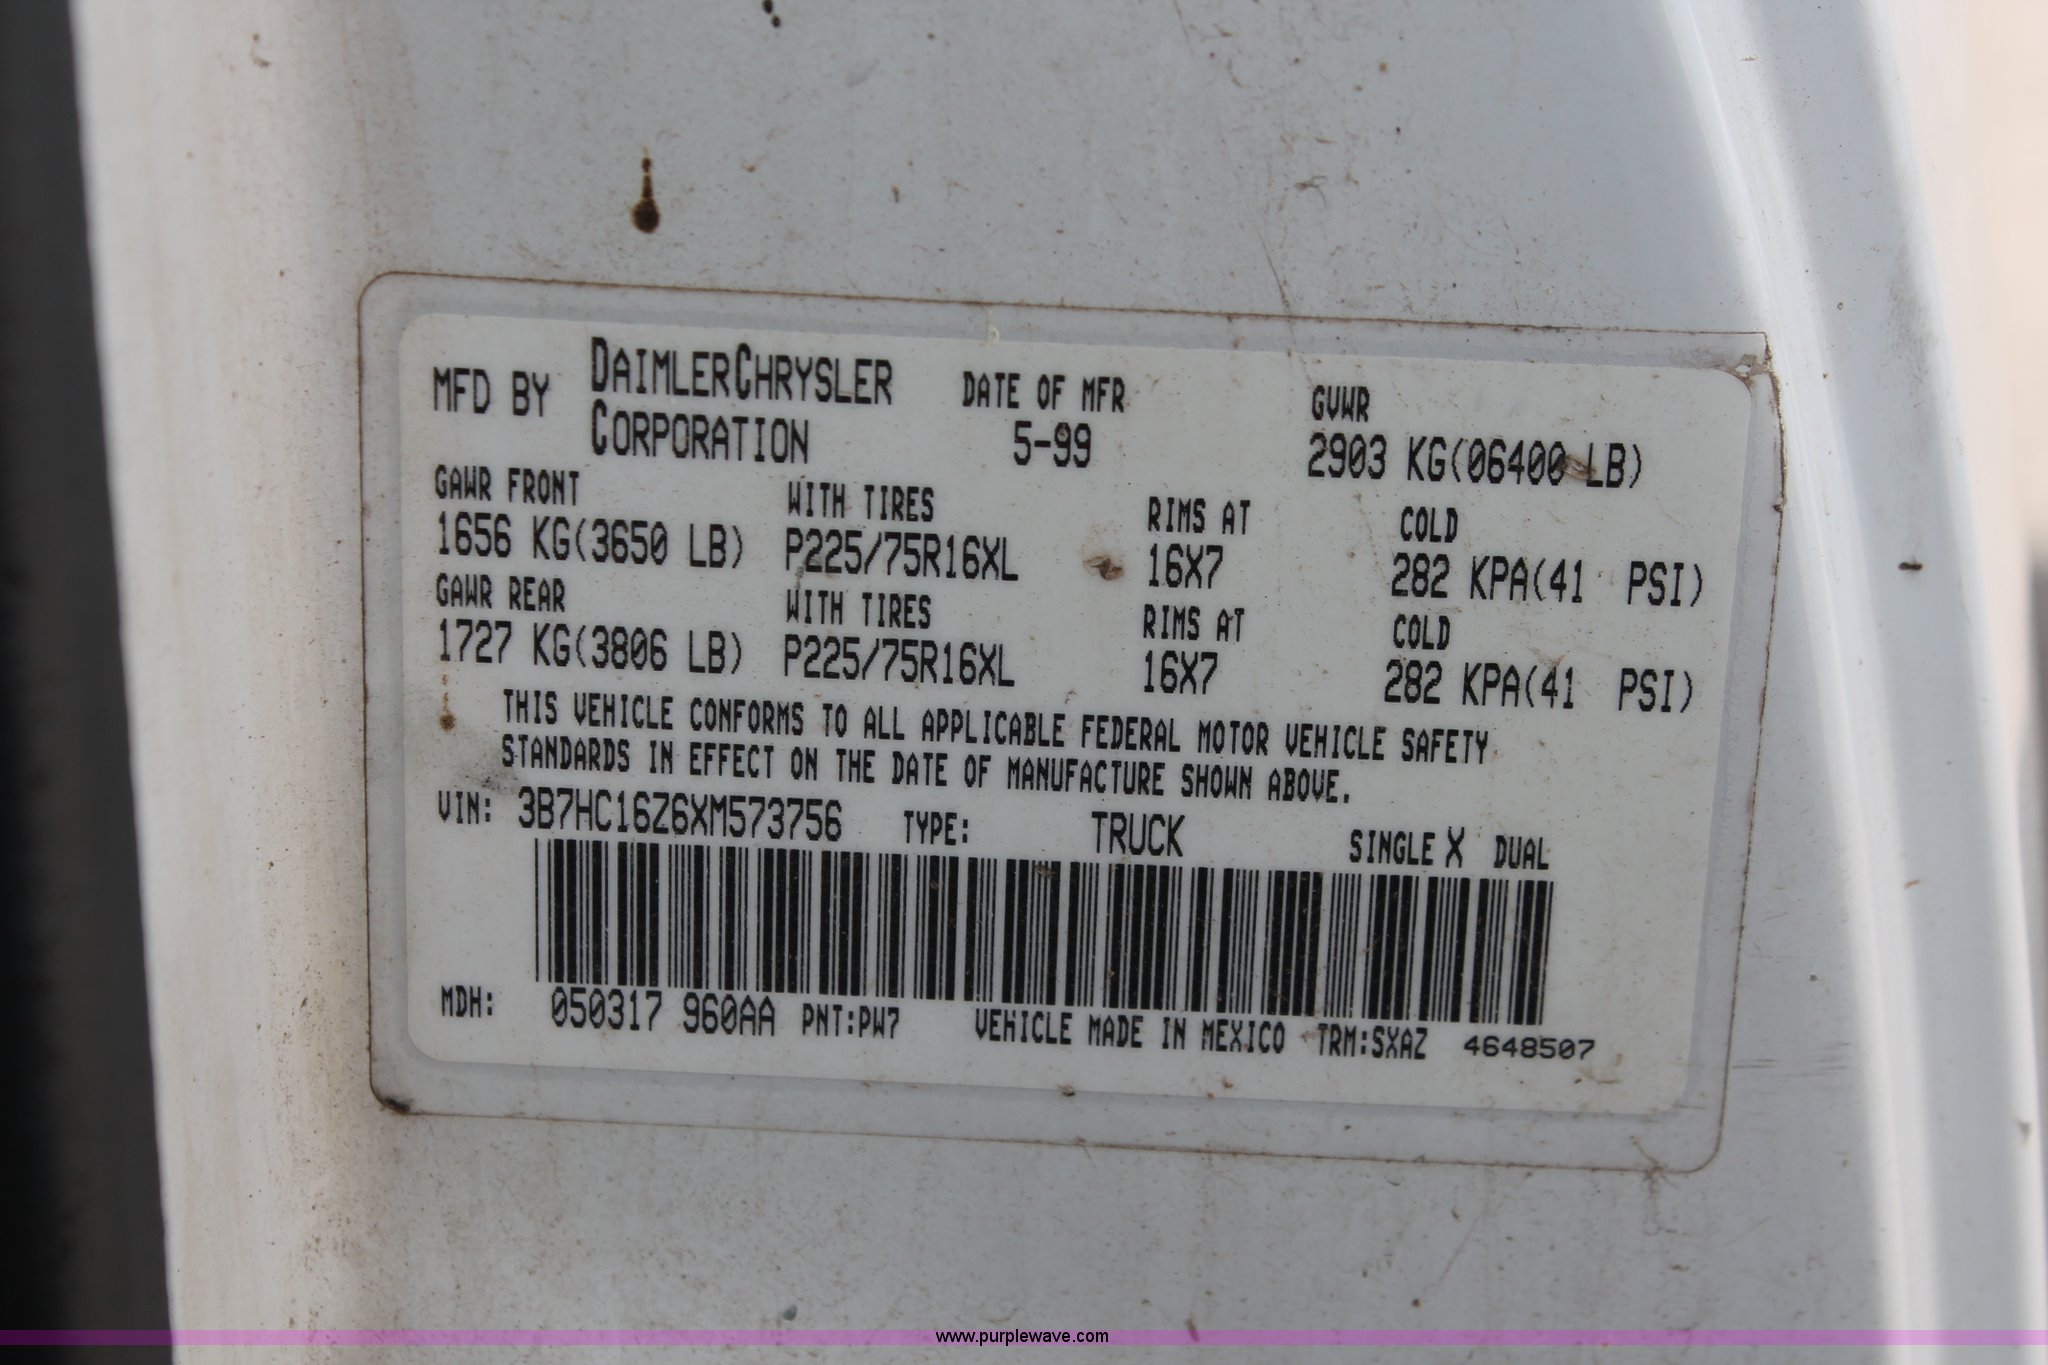 MFD BY DAIMLERCHRYSLER CORPORATION DATE OF MFR 5-99 GVWR 2903 KG(06400 LB)
GAWR FRONT WITH TIRES RIMS AT COLD
1656 KG(3650 LB) P225/75R16XL 16X7 282 KPA(41 PSI)
GAWR REAR WITH TIRES RIMS AT COLD
1727 KG(3806 LB) P225/75R16XL 16X7 282 KPA(41 PSI)
THIS VEHICLE CONFORMS TO ALL APPLICABLE FEDERAL MOTOR VEHICLE SAFETY
STANDARDS IN EFFECT ON THE DATE OF MANUFACTURE SHOWN ABOVE.
VIN: 3B7HC16Z6XM573756 TYPE: TRUCK SINGLE X DUAL
MDH: 050317 960AA PNT:PW7 VEHICLE MADE IN MEXICO TRM:SXAZ 4648507
www.purplewave.com